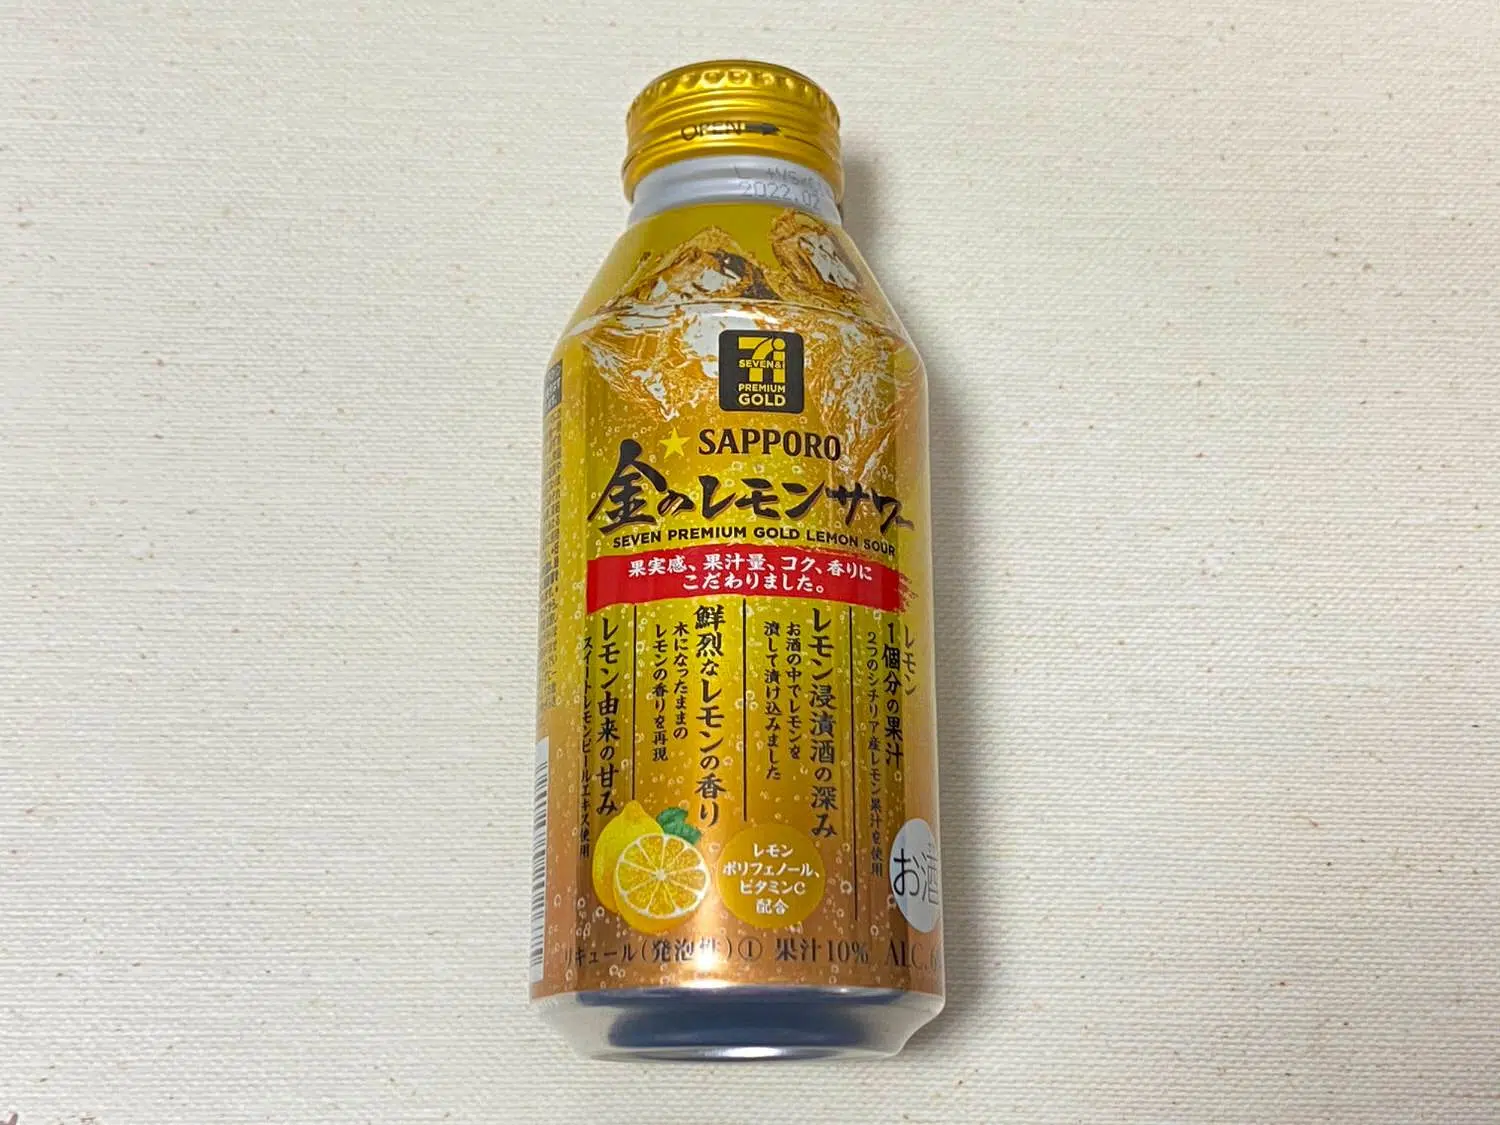 OPEN
2022.02
7i
SEVEN&i
PREMIUM
GOLD
SAPPORO
金のレモンサワー
SEVEN PREMIUM GOLD LEMON SOUR
果実感、果汁量、コク、香りに
こだわりました。
レモン
1個分の果汁
2つのシチリア産レモン果汁を使用
レモン浸漬酒の深み
お酒の中でレモンを
漬して漬け込みました
鮮烈なレモンの香り
木になったままの
レモンの香りを再現
レモン由来の甘み
スイートレモンピールエキス使用
レモン
ポリフェノール、
ビタミンC
配合
お酒
リキュール(発泡性)① 果汁10% ALC.6%